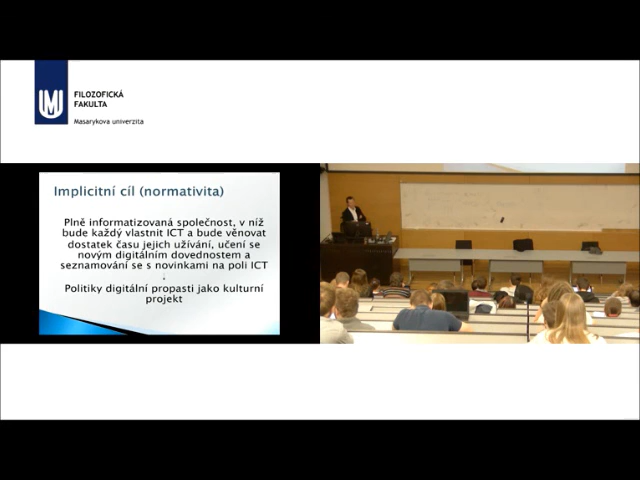 FILOZOFICKÁ
FAKULTA
Masarykova univerzita
Implicitní cíl (normativita)
Plně informatizovaná společnost, v níž
bude každý vlastnit ICT a bude věnovat
dostatek času jejich užívání, učení se
novým digitálním dovednostem a
seznamování se s novinkami na poli ICT
.
Politiky digitální propasti jako kulturní
projekt